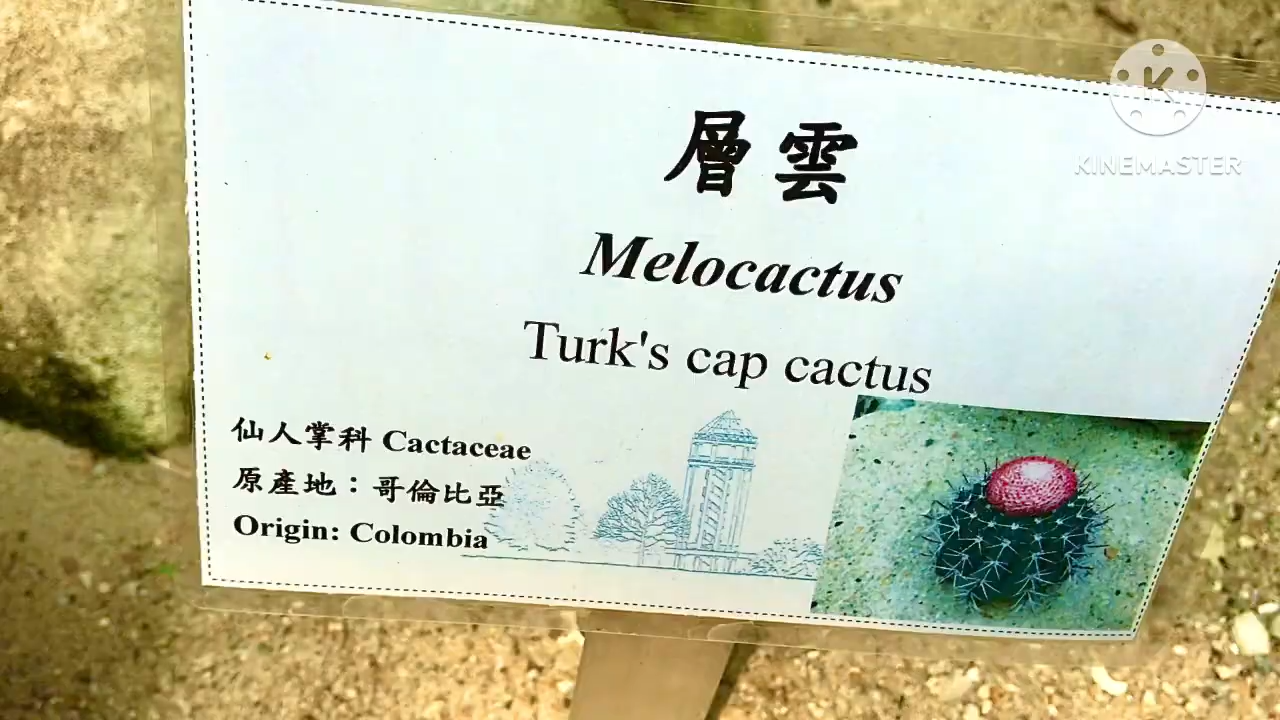 層雲
Melocactus
Turk's cap cactus
仙人掌科 Cactaceae
原產地：哥倫比亞
Origin: Colombia
K
KINEMASTER